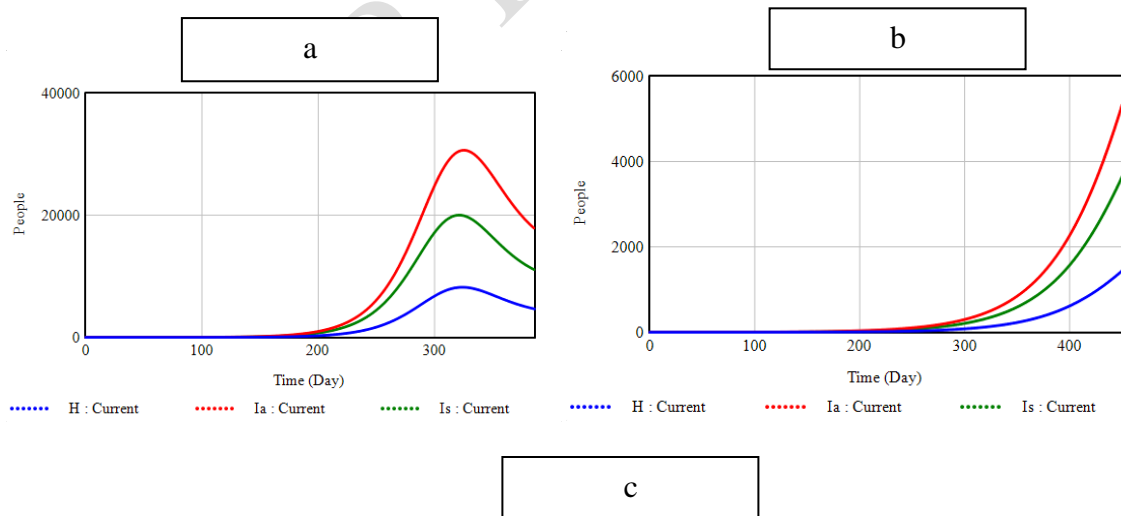 a
40000
20000
0
People
0 100 200 300
Time (Day)
H : Current Ia : Current Is : Current
b
6000
4000
2000
0
People
0 100 200 300 400
Time (Day)
H : Current Ia : Current Is : Current
c